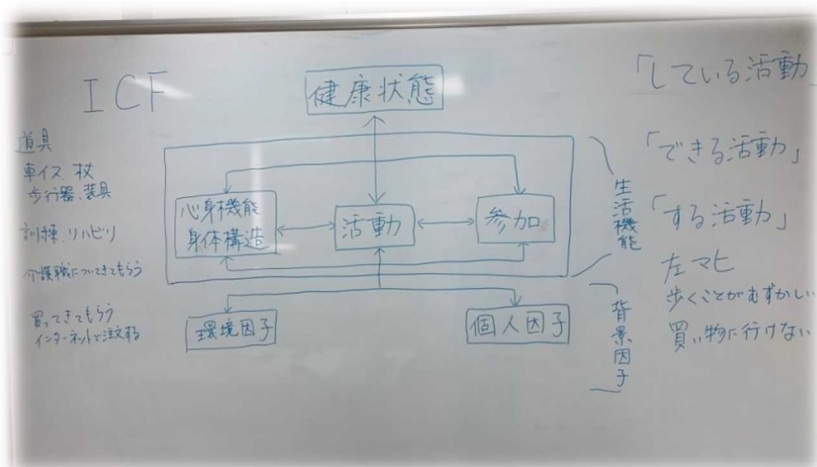 ICF
道具
車イス 杖
歩行器、装具
訓練、リハビリ
介護職についてきてもらう
買ってきてもらう
インターネットで注文する
健康状態
心身機能
身体構造
活動
参加
環境因子
個人因子
生活機能
背景因子
「している活動」
「できる活動」
「する活動」
左マヒ
歩くことがむずかしい
買い物に行けない